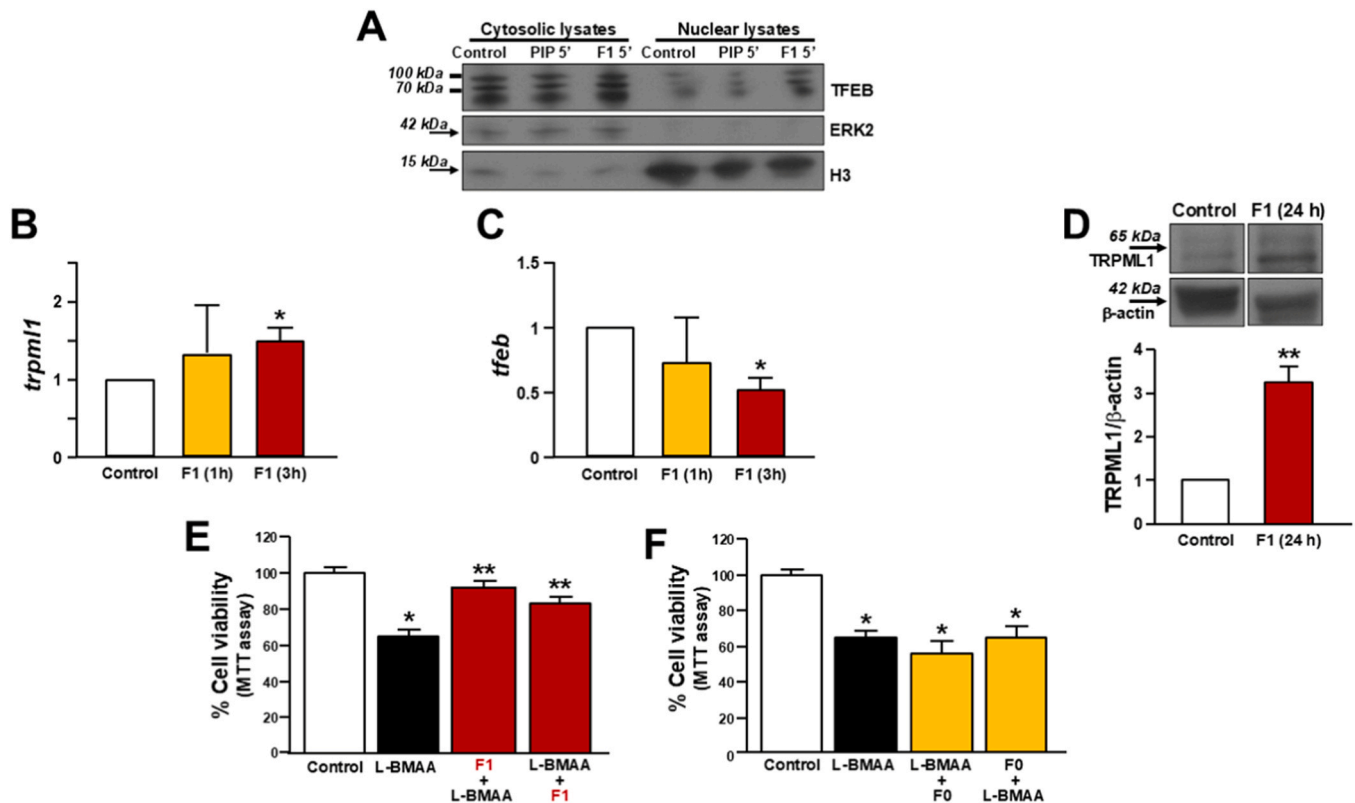 A
Cytosolic lysates Nuclear lysates
Control PIP 5’ F1 5’ Control PIP 5’ F1 5’
100 kDa
70 kDa
TFEB
42 kDa
ERK2
15 kDa
H3
B
trpml1
2
1
0
Control F1 (1h) F1 (3h)
*
C
tfeb
1.5
1
0.5
0
Control F1 (1h) F1 (3h)
*
D
Control F1 (24 h)
65 kDa
TRPML1
42 kDa
β-actin
TRPML1/β-actin
4
3
2
1
0
**
Control F1 (24 h)
E
% Cell viability
(MTT assay)
120
100
80
60
40
20
0
* ** **
Control L-BMAA F1 L-BMAA
+ +
L-BMAA F1
F
% Cell viability
(MTT assay)
120
100
80
60
40
20
0
* * *
Control L-BMAA L-BMAA F0
+ +
F0 L-BMAA